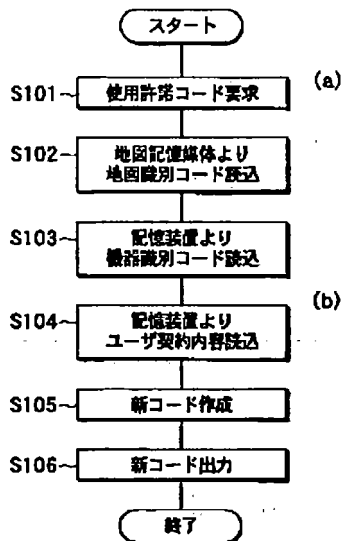 スタート
S101 使用許諾コード要求 (a)
S102 地図記憶媒体より
地図識別コード読込
S103 記憶装置より
機器識別コード読込
(b)
S104 記憶装置より
ユーザ契約内容読込
S105 新コード作成
S106 新コード出力
終了